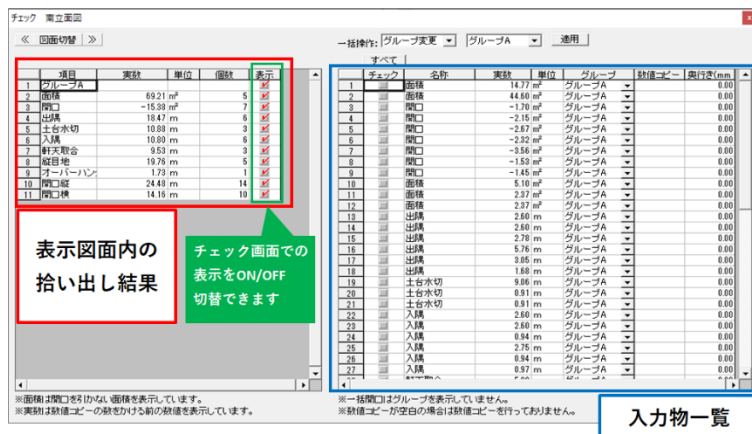 チェック 南立面図
≪ 図面切替 ≫
一括操作: グループ変更 グループA 適用
すべて
項目 実数 単位 個数 表示
1 グループA
2 面積 69.21 m² 5
3 開口 -15.38 m² 7
4 出隅 18.47 m 6
5 土台水切 10.88 m 3
6 入隅 10.80 m 6
7 軒天取合 9.53 m 3
8 縦目地 19.76 m 5
9 オーバーハン 1.73 m 1
10 開口縦 24.48 m 14
11 開口横 14.16 m 10
表示図面内の
拾い出し結果
チェック画面での
表示をON/OFF
切替できます
※面積は開口を引かない面積を表示しています。
※実数は数値コピーの数をかける前の数値を表示しています。
チェック 名称 実数 単位 グループ 数値コピー 奥行き(mm
1 面積 14.77 m² グループA 0.00
2 面積 44.60 m² グループA 0.00
3 開口 -1.70 m² グループA 0.00
4 開口 -2.15 m² グループA 0.00
5 開口 -2.67 m² グループA 0.00
6 開口 -2.32 m² グループA 0.00
7 開口 -3.56 m² グループA 0.00
8 開口 -1.53 m² グループA 0.00
9 開口 -1.45 m² グループA 0.00
10 面積 5.10 m² グループA 0.00
11 面積 2.37 m² グループA 0.00
12 面積 2.37 m² グループA 0.00
13 出隅 2.60 m グループA 0.00
14 出隅 2.60 m グループA 0.00
15 出隅 2.78 m グループA 0.00
16 出隅 5.76 m グループA 0.00
17 出隅 3.05 m グループA 0.00
18 出隅 1.68 m グループA 0.00
19 土台水切 9.06 m グループA 0.00
20 土台水切 0.91 m グループA 0.00
21 土台水切 0.91 m グループA 0.00
22 入隅 2.60 m グループA 0.00
23 入隅 2.60 m グループA 0.00
24 入隅 0.94 m グループA 0.00
25 入隅 2.75 m グループA 0.00
26 入隅 0.94 m グループA 0.00
27 入隅 0.97 m グループA 0.00
※一括開口はグループを表示していません。
※数値コピーが空白の場合は数値コピーを行っておりません。
入力物一覧